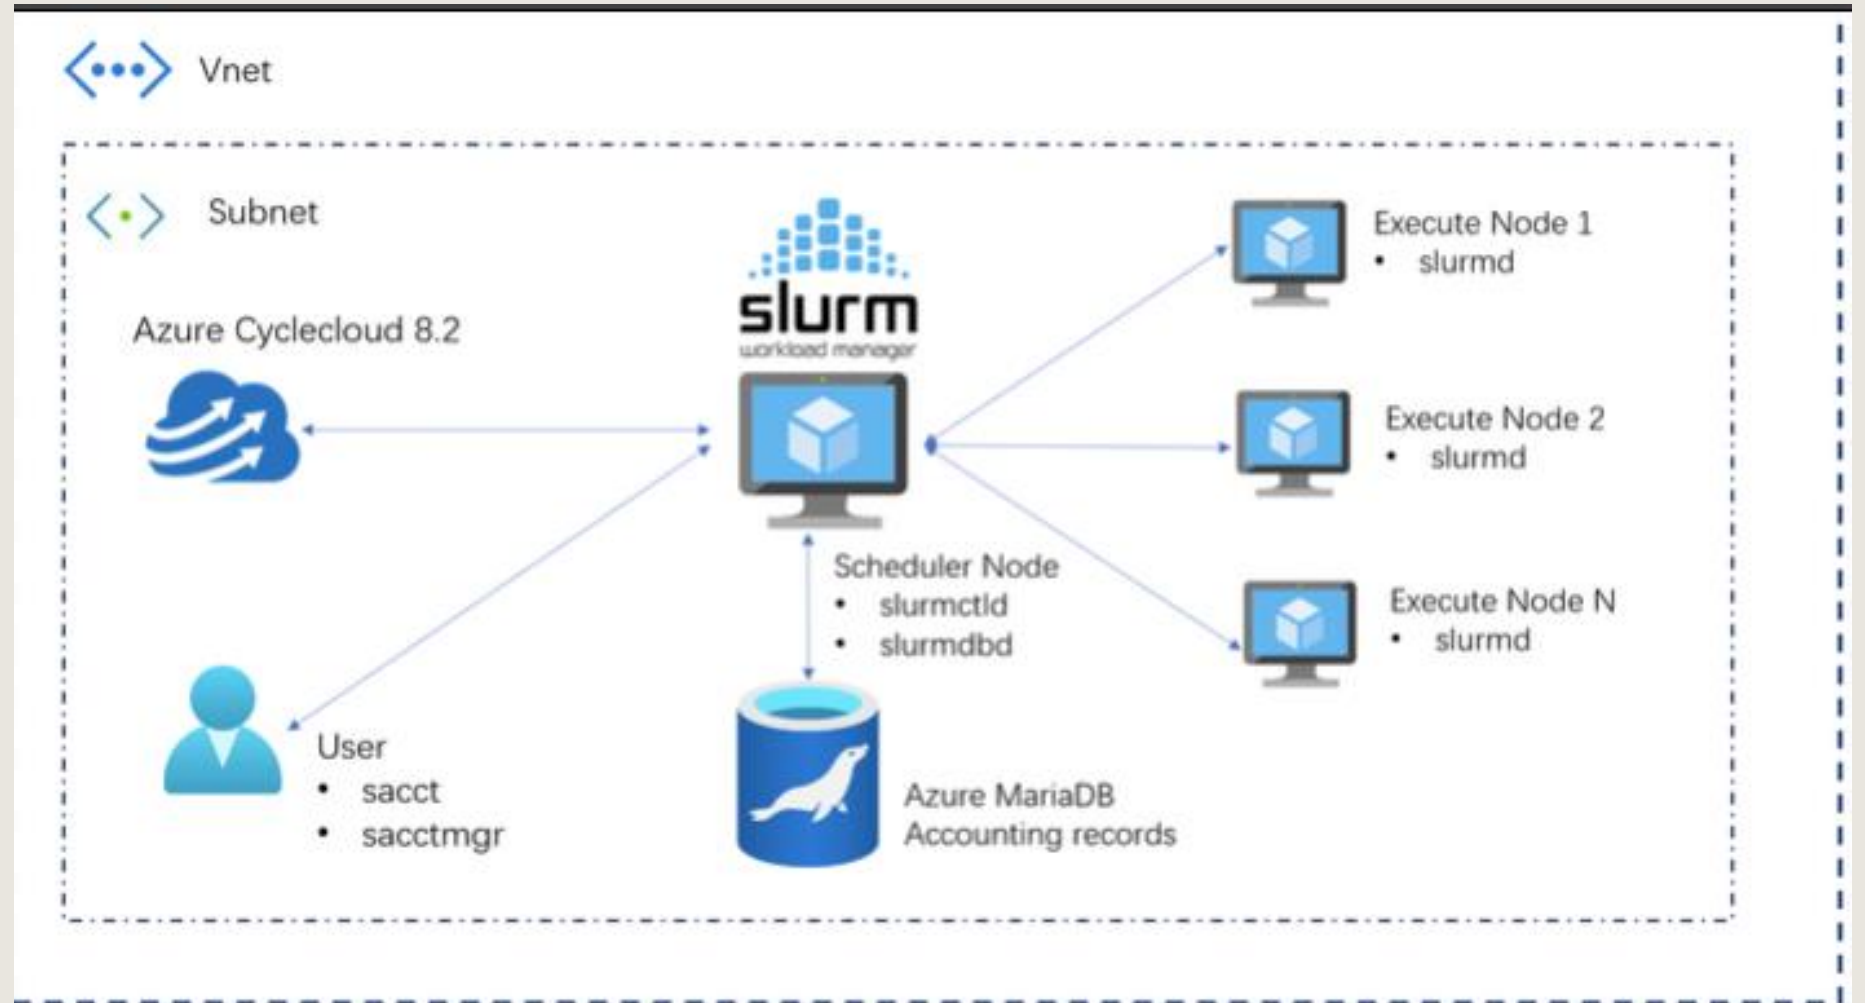 Vnet
Subnet
Azure Cyclecloud 8.2
slurm
workload manager
Execute Node 1
• slurmd
Execute Node 2
• slurmd
Execute Node N
• slurmd
Scheduler Node
• slurmctld
• slurmdbd
User
• sacct
• sacctmgr
Azure MariaDB
Accounting records